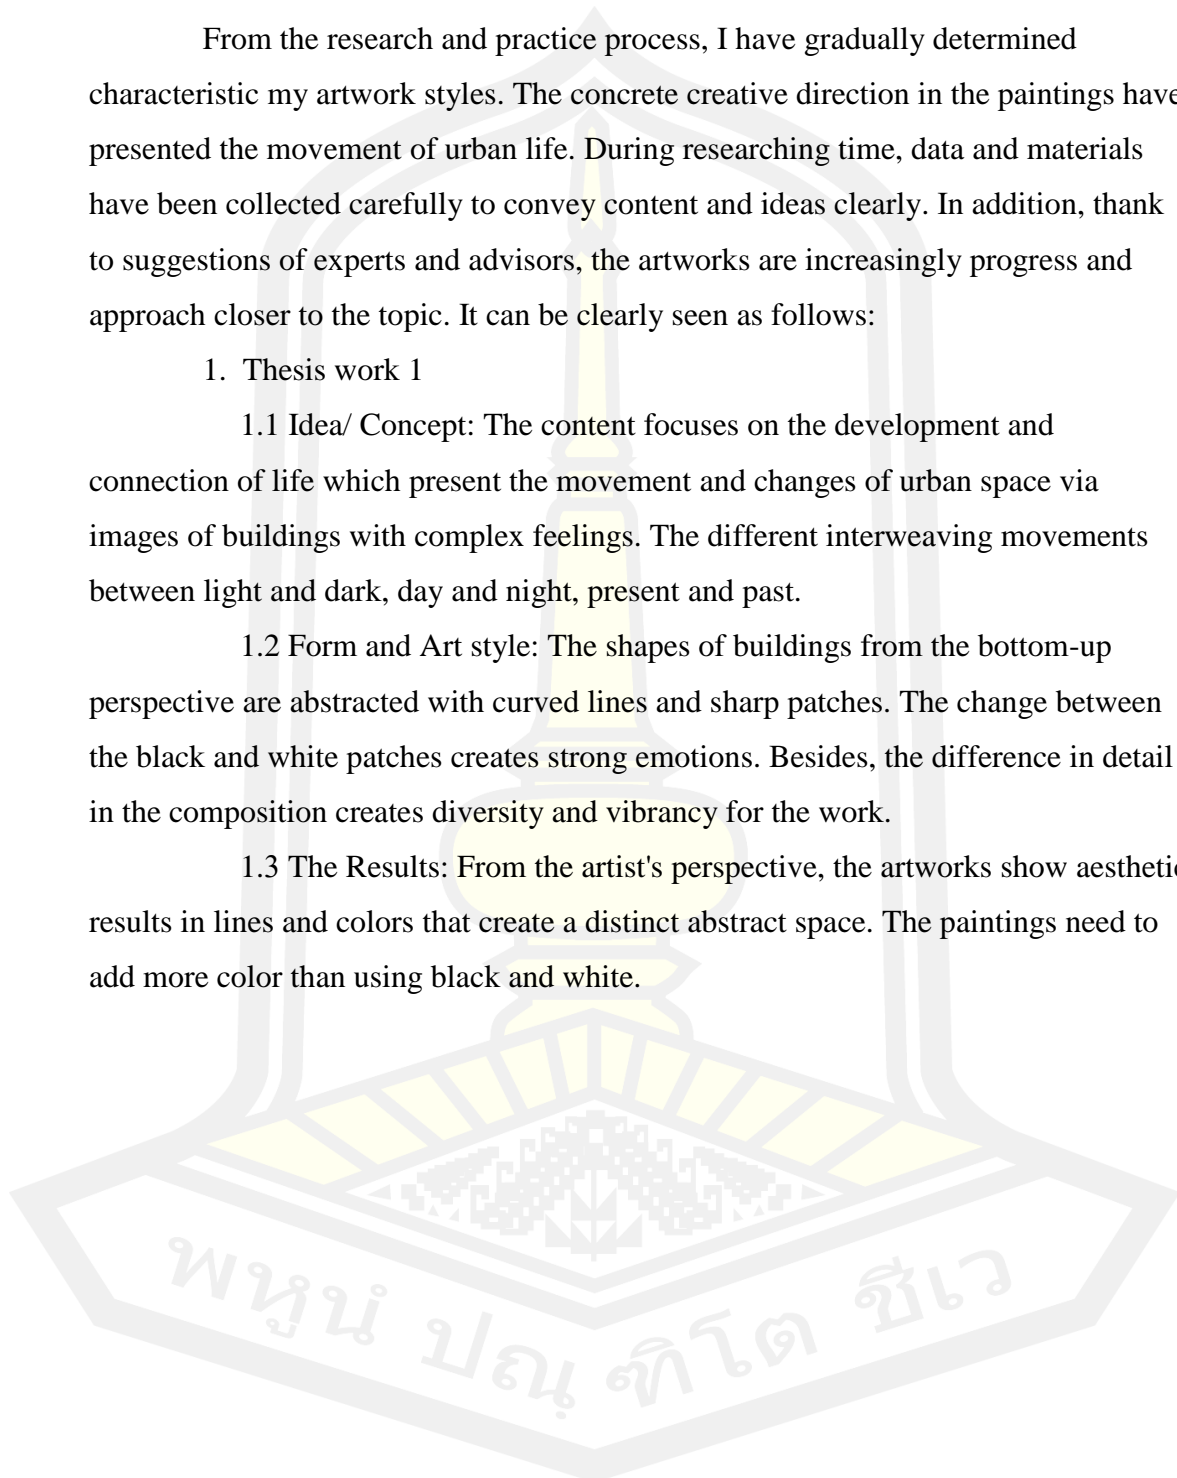 From the research and practice process, I have gradually determined
characteristic my artwork styles. The concrete creative direction in the paintings have
presented the movement of urban life. During researching time, data and materials
have been collected carefully to convey content and ideas clearly. In addition, thank
to suggestions of experts and advisors, the artworks are increasingly progress and
approach closer to the topic. It can be clearly seen as follows:
1. Thesis work 1
1.1 Idea/ Concept: The content focuses on the development and
connection of life which present the movement and changes of urban space via
images of buildings with complex feelings. The different interweaving movements
between light and dark, day and night, present and past.
1.2 Form and Art style: The shapes of buildings from the bottom-up
perspective are abstracted with curved lines and sharp patches. The change between
the black and white patches creates strong emotions. Besides, the difference in detail
in the composition creates diversity and vibrancy for the work.
1.3 The Results: From the artist's perspective, the artworks show aesthetic
results in lines and colors that create a distinct abstract space. The paintings need to
add more color than using black and white.
พหูนํ ปณฺฑิโต ชีเว